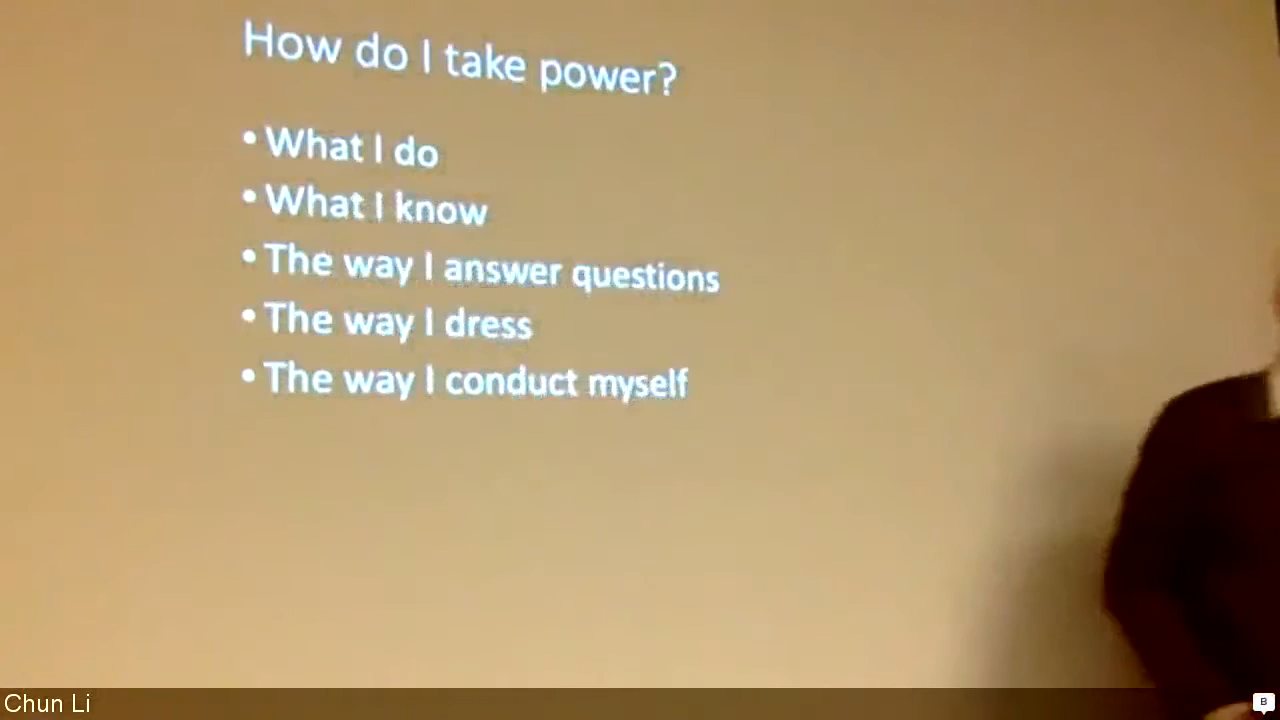 How do I take power?
• What I do
• What I know
• The way I answer questions
• The way I dress
• The way I conduct myself
Chun Li
B